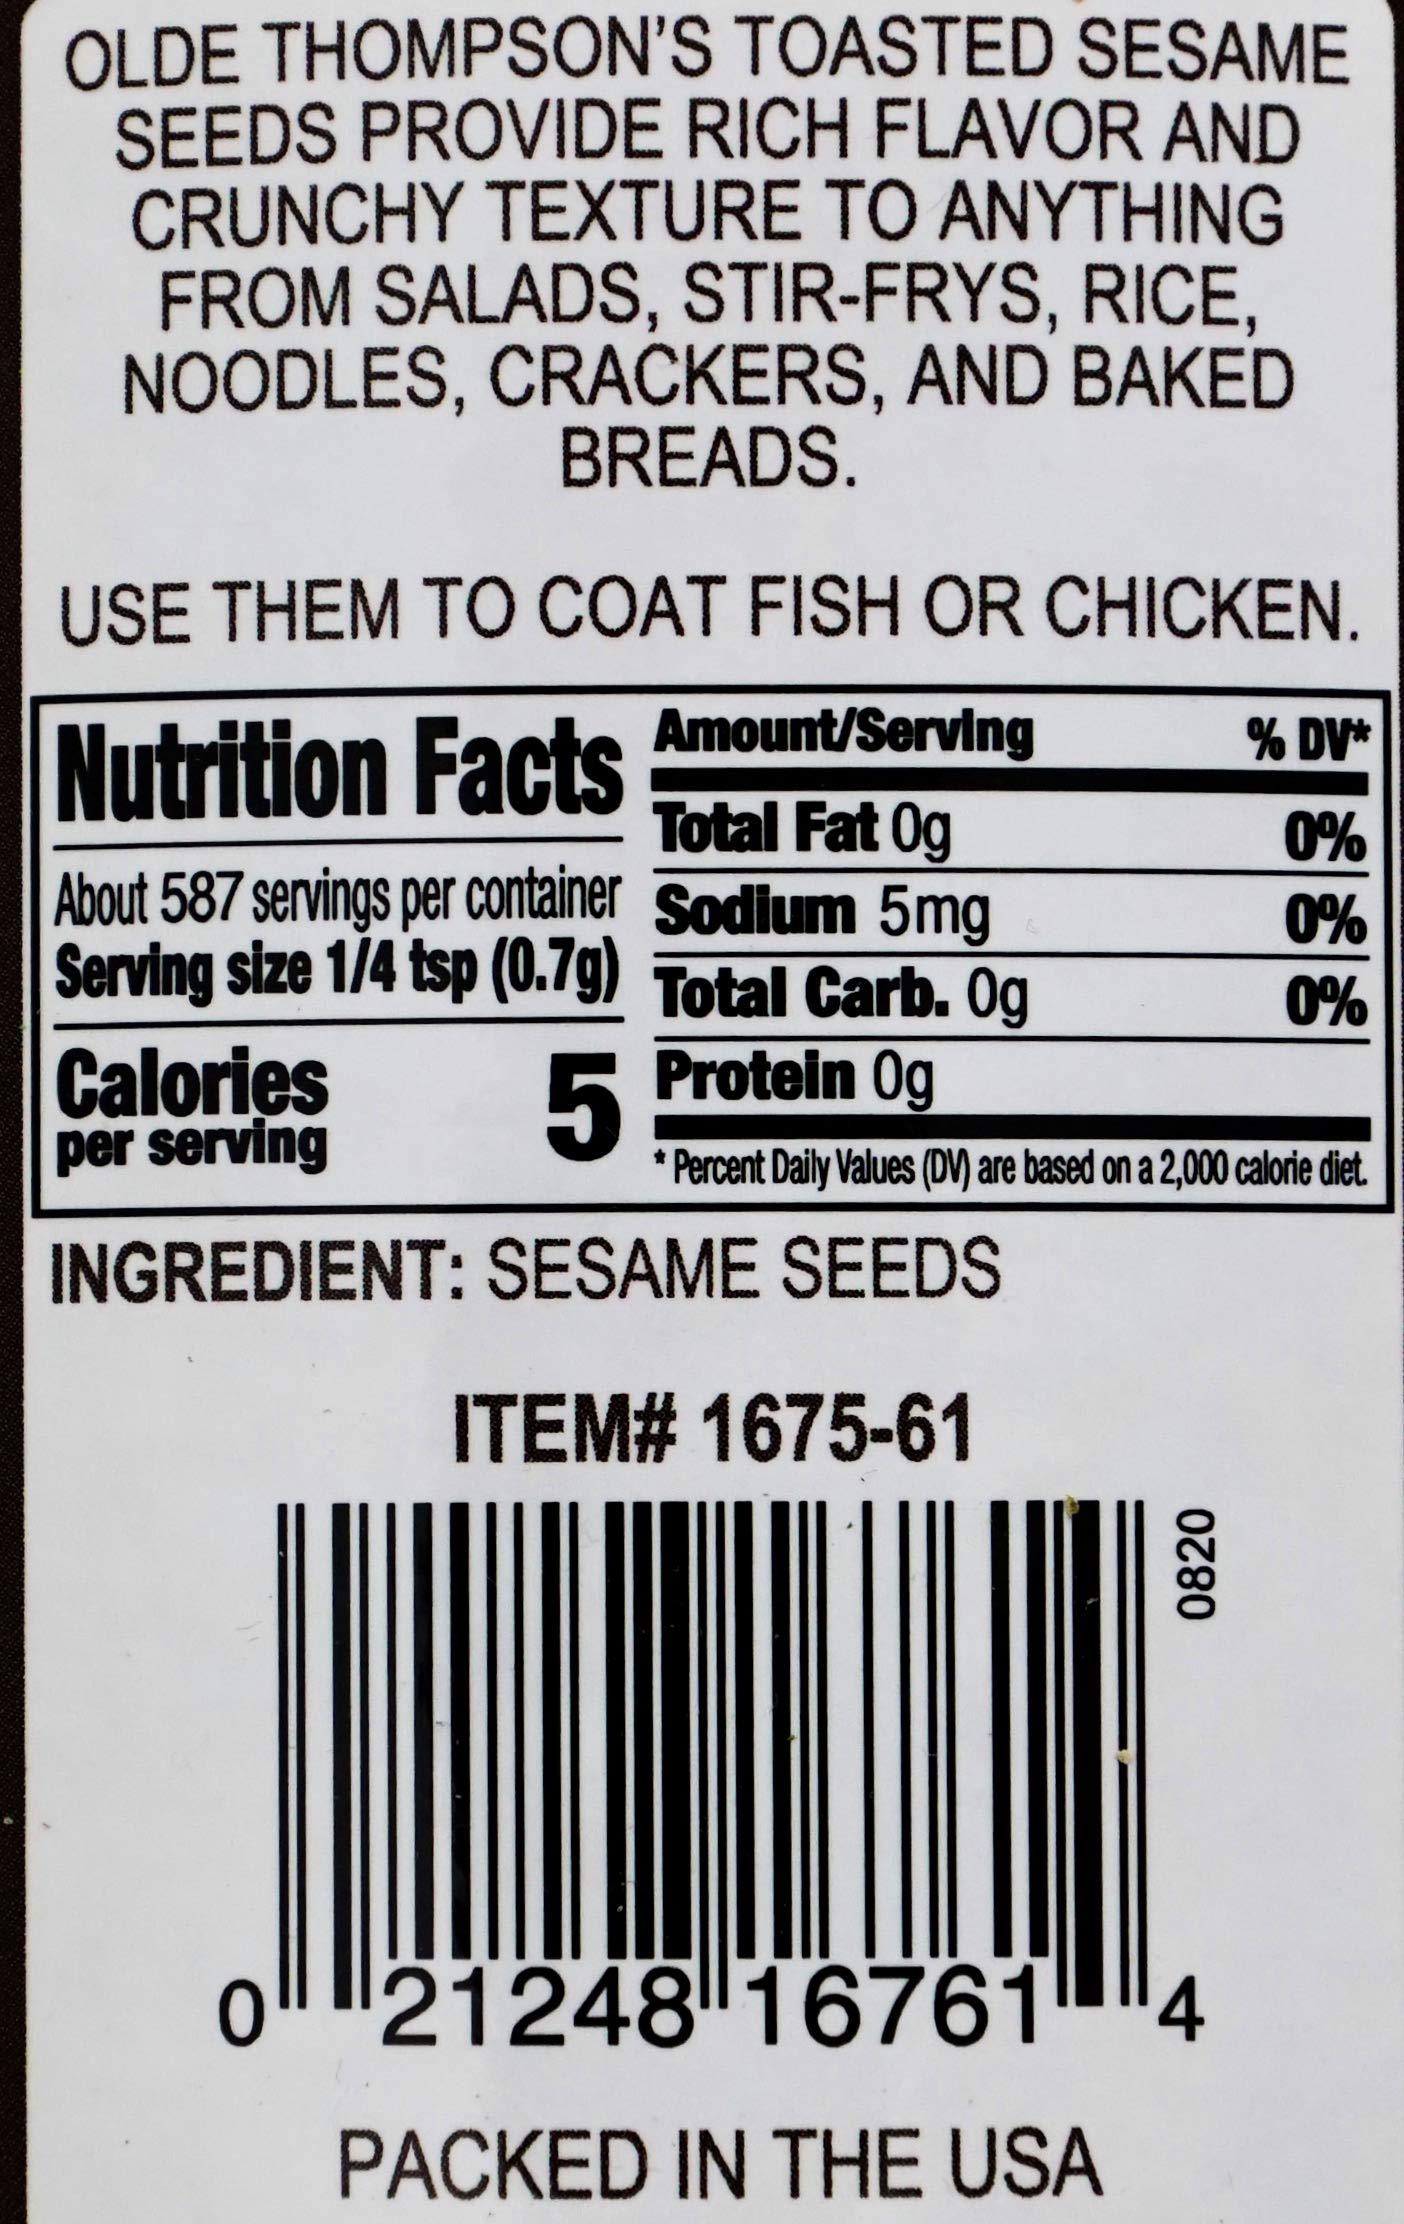 OLDE THOMPSON'S TOASTED SESAME
SEEDS PROVIDE RICH FLAVOR AND
CRUNCHY TEXTURE TO ANYTHING
FROM SALADS, STIR-FRYS, RICE,
NOODLES, CRACKERS, AND BAKED
BREADS.
USE THEM TO COAT FISH OR CHICKEN.
Nutrition Facts
About 587 servings per container
Serving size 1/4 tsp (0.7g)
Calories 5
per serving
Amount/Serving % DV*
Total Fat 0g 0%
Sodium 5mg 0%
Total Carb. 0g 0%
Protein 0g
* Percent Daily Values (DV) are based on a 2,000 calorie diet.
INGREDIENT: SESAME SEEDS
ITEM# 1675-61
0820
0 21248 16761 4
PACKED IN THE USA